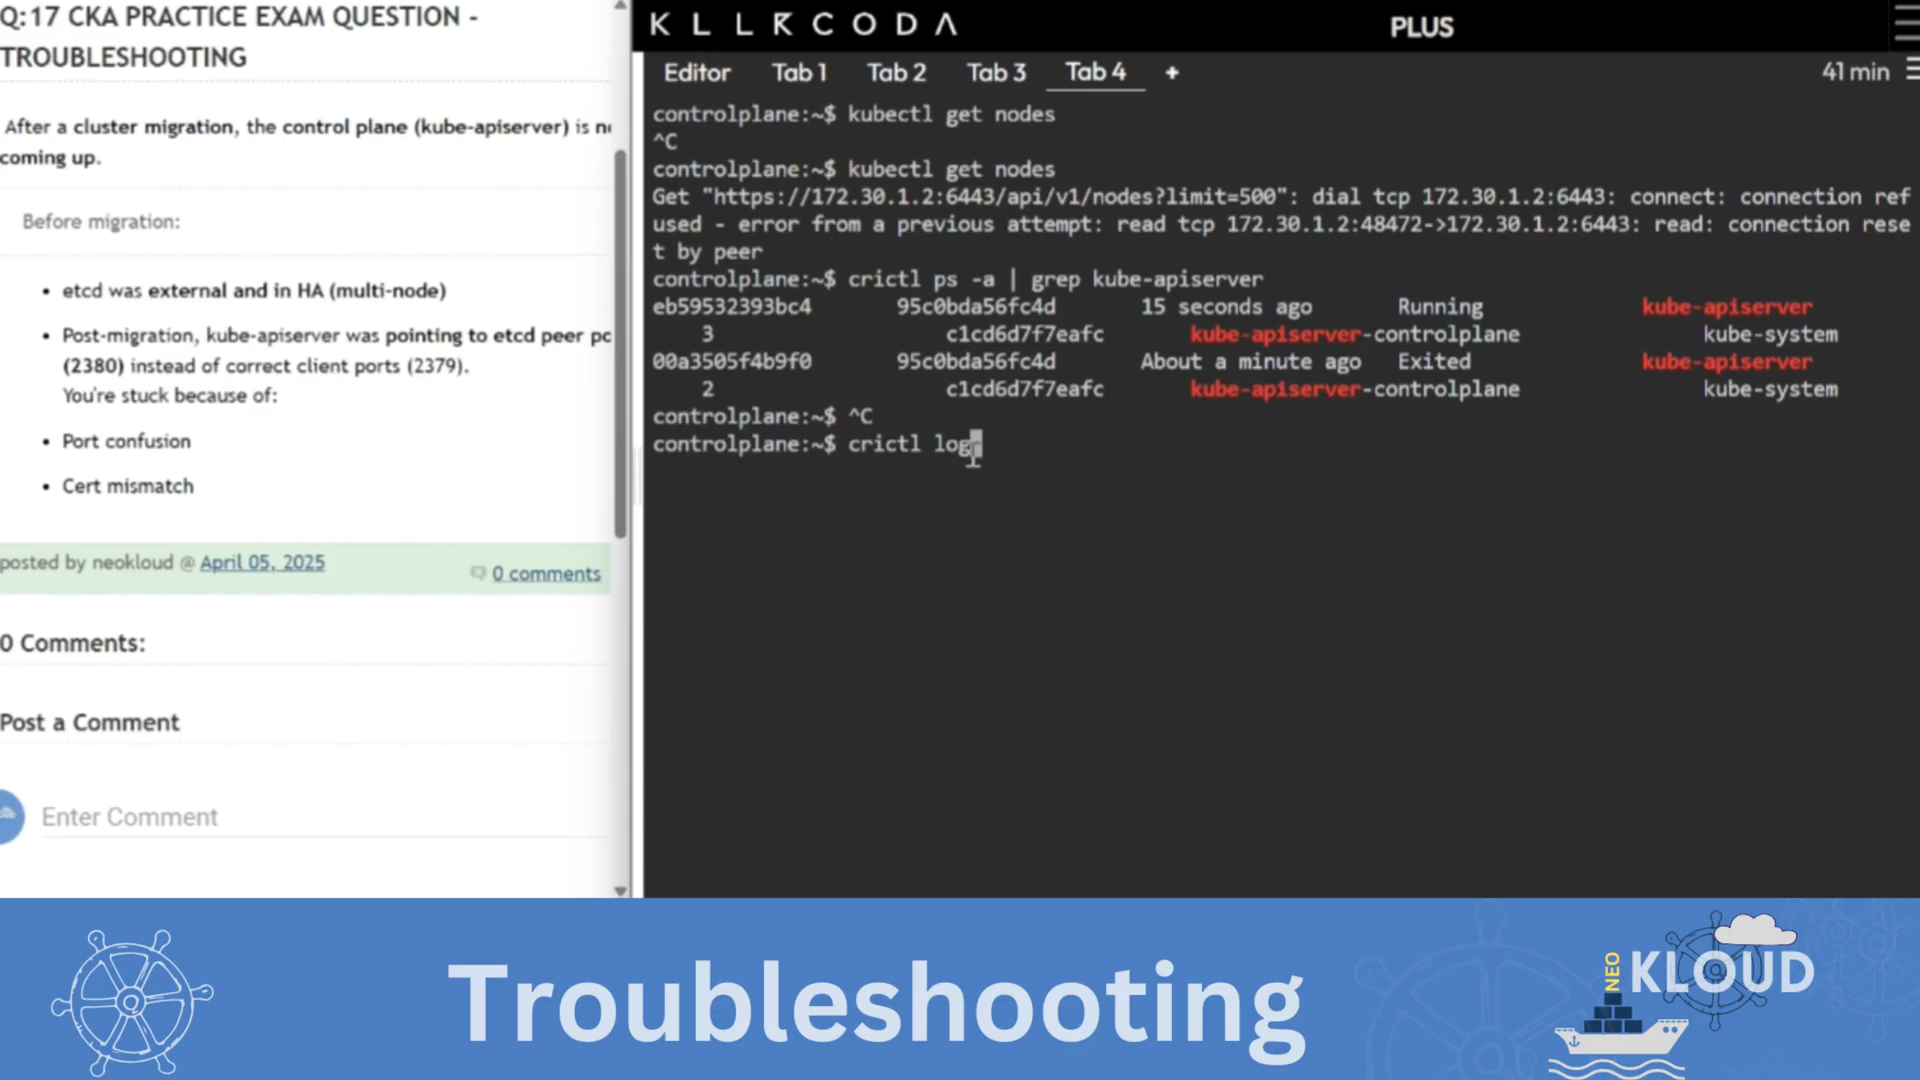 Q:17 CKA PRACTICE EXAM QUESTION -
TROUBLESHOOTING
After a cluster migration, the control plane (kube-apiserver) is
coming up.
Before migration:
• etcd was external and in HA (multi-node)
• Post-migration, kube-apiserver was pointing to etcd peer
(2380) instead of correct client ports (2379).
You're stuck because of:
• Port confusion
• Cert mismatch
posted by neokloud @ April 05, 2025
0 comments
0 Comments:
Post a Comment
Enter Comment
KLLRCODA
PLUS
Editor Tab 1 Tab 2 Tab 3 Tab 4 +
41 min
controlplane:~$ kubectl get nodes
^C
controlplane:~$ kubectl get nodes
Get "https://172.30.1.2:6443/api/v1/nodes?limit=500": dial tcp 172.30.1.2:6443: connect: connection ref
used - error from a previous attempt: read tcp 172.30.1.2:48472->172.30.1.2:6443: read: connection rese
t by peer
controlplane:~$ crictl ps -a | grep kube-apiserver
eb59532393bc4 95c0bda56fc4d 15 seconds ago Running kube-apiserver
3 c1cd6d7f7eafc kube-apiserver-controlplane kube-system
00a3505f4b9f0 95c0bda56fc4d About a minute ago Exited kube-apiserver
2 c1cd6d7f7eafc kube-apiserver-controlplane kube-system
controlplane:~$ ^C
controlplane:~$ crictl log
Troubleshooting
NEO KLOUD